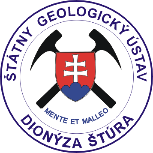 ŠTÁTNY GEOLOGICKÝ ÚSTAV
MENTE ET MALLEO
DIONÝZA ŠTÚRA